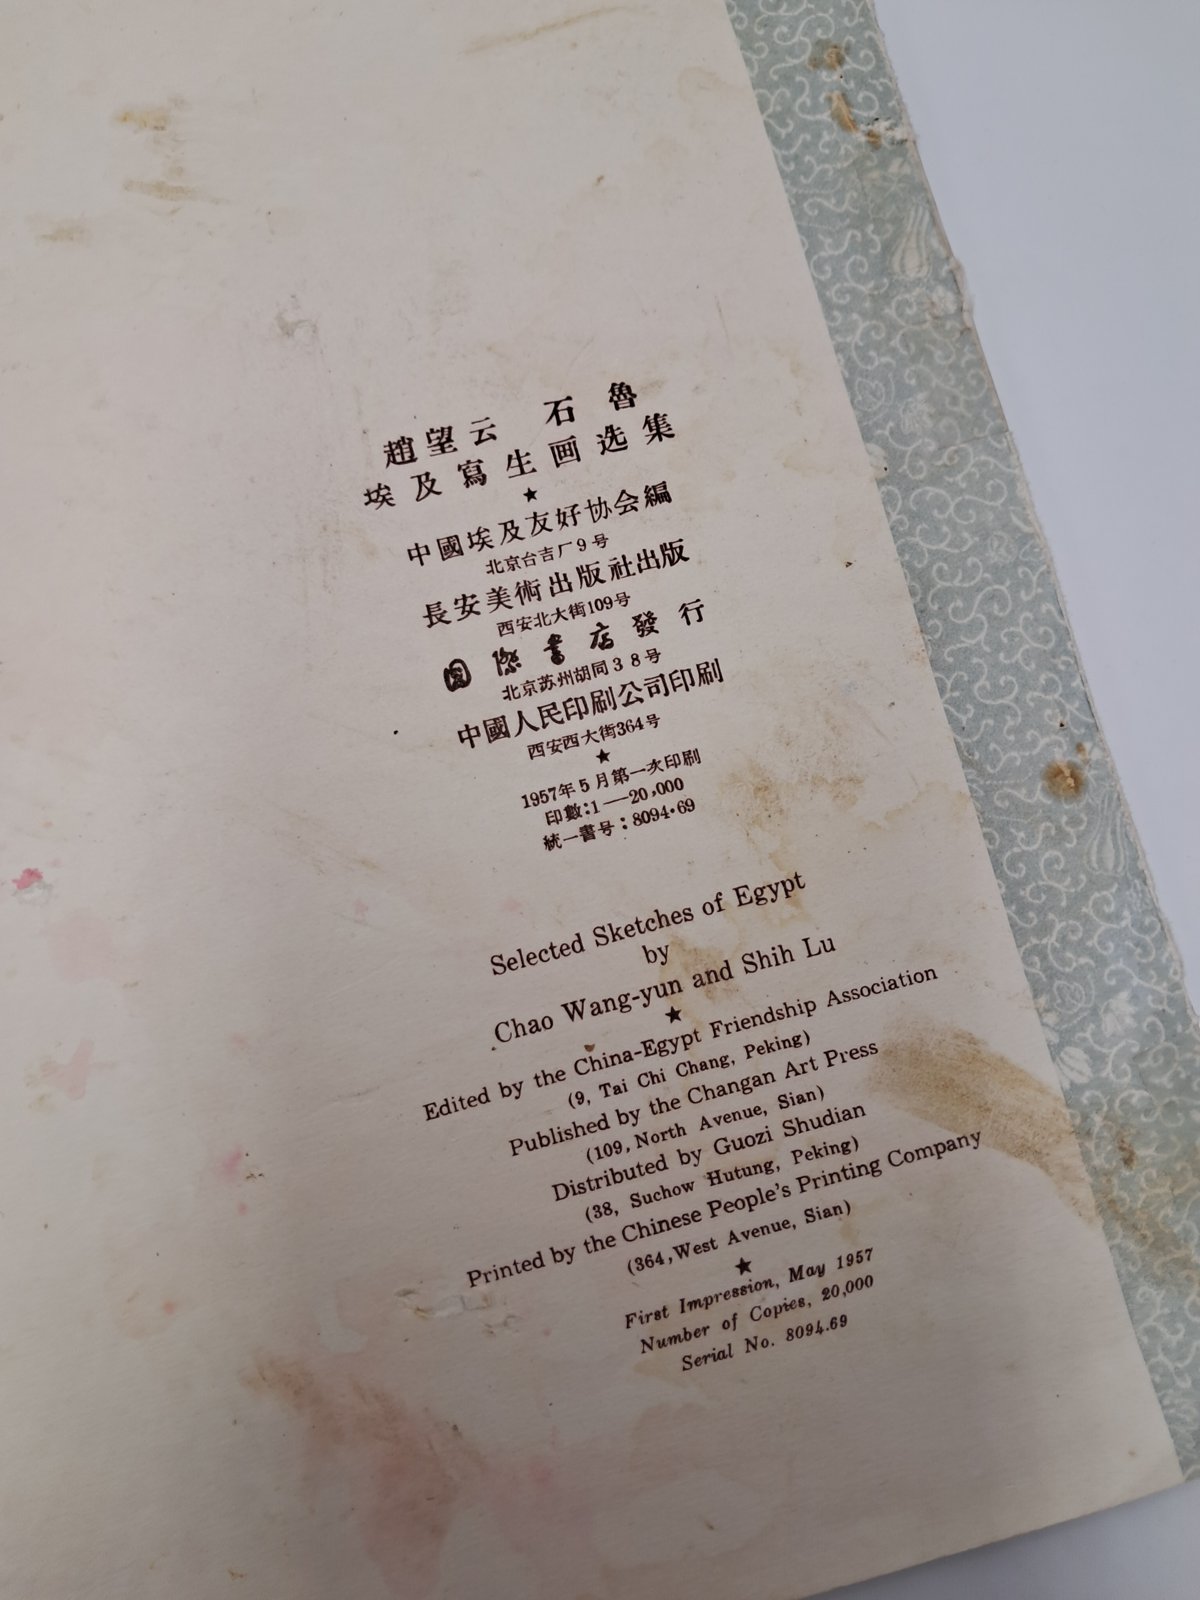 趙望云 石魯
埃及寫生画选集
★
中國埃及友好协会編
北京台吉厂9号
長安美術出版社出版
西安北大街109号
国际書店發行
北京苏州胡同38号
中國人民印刷公司印刷
西安西大街364号
★
1957年5月第一次印刷
印數:1—20,000
統一書号:8094·69
Selected Sketches of Egypt
by
Chao Wang-yun and Shih Lu
★
Edited by the China-Egypt Friendship Association
(9, Tai Chi Chang, Peking)
Published by the Changan Art Press
(109, North Avenue, Sian)
Distributed by Guozi Shudian
(38, Suchow Hutung, Peking)
Printed by the Chinese People's Printing Company
(364, West Avenue, Sian)
★
First Impression, May 1957
Number of Copies, 20,000
Serial No. 8094.69